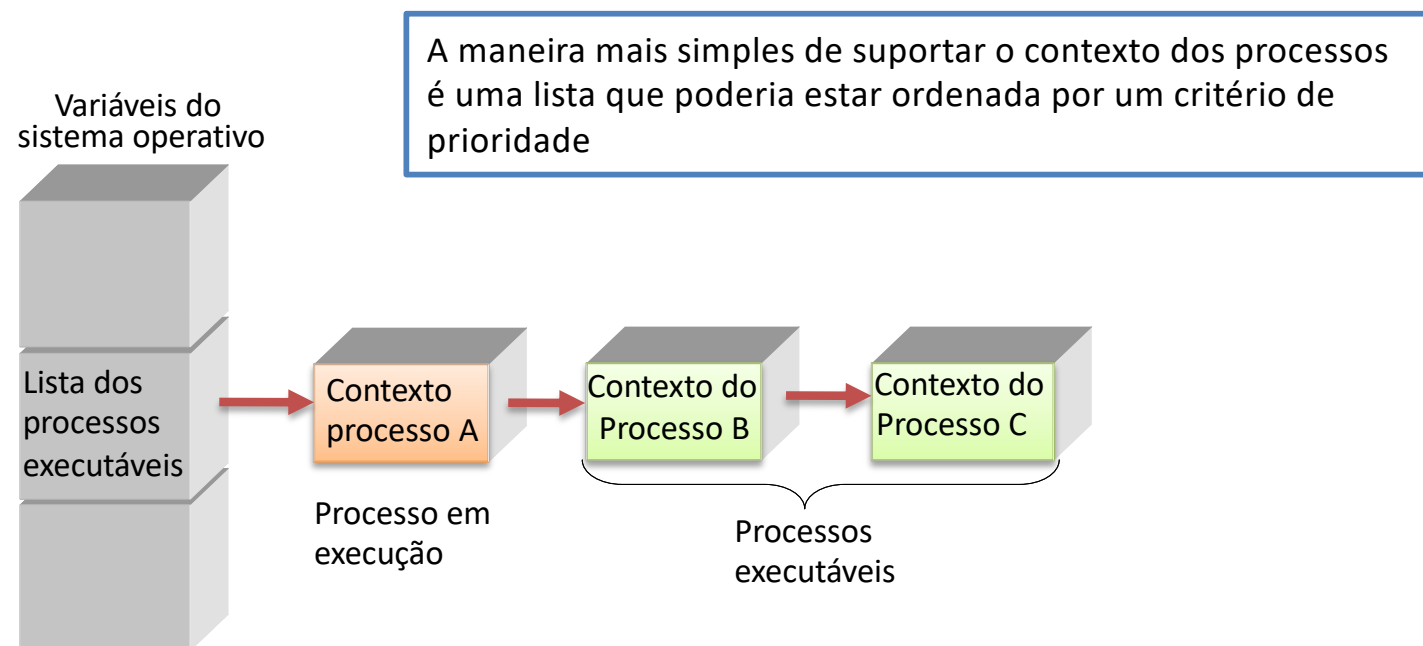 A maneira mais simples de suportar o contexto dos processos
é uma lista que poderia estar ordenada por um critério de
prioridade
Variáveis do
sistema operativo
Lista dos
processos
executáveis
Contexto
processo A
Contexto do
Processo B
Contexto do
Processo C
Processo em
execução
Processos
executáveis